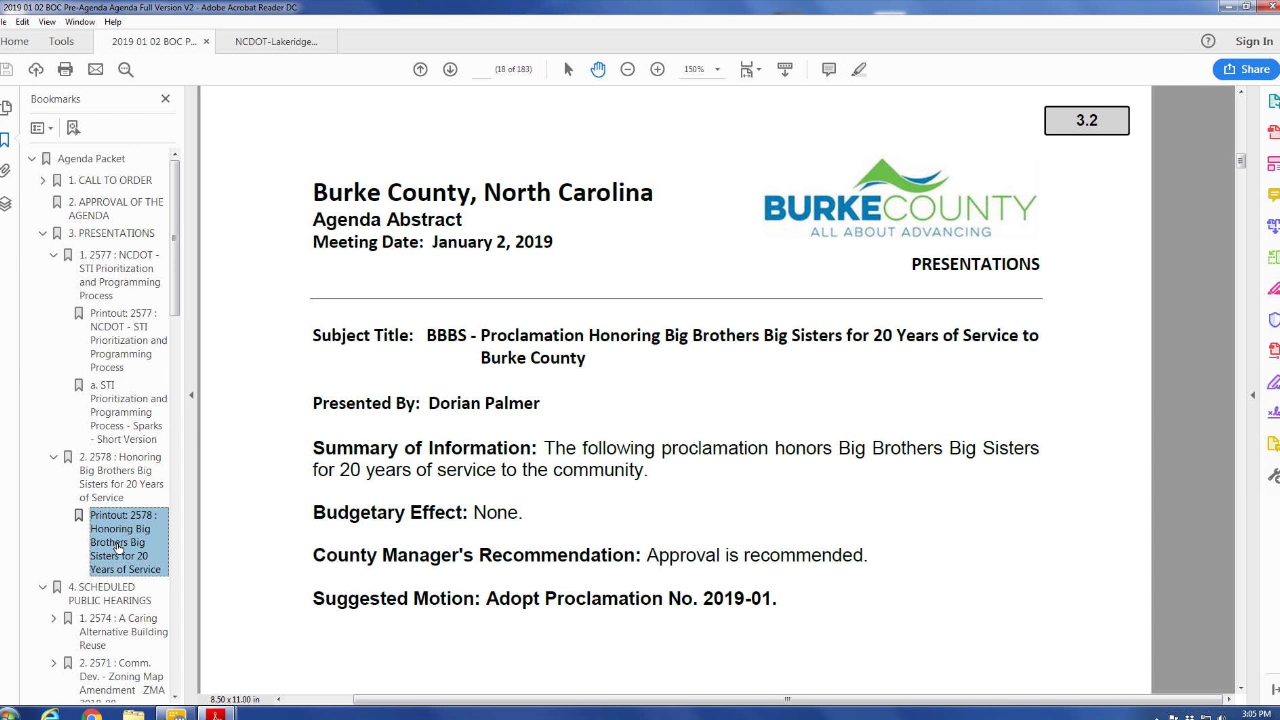 2019 01 02 BOC Pre-Agenda Agenda Full Version V2 - Adobe Acrobat Reader DC
Edit View Window Help
Home Tools 2019 01 02 BOC P... × NCDOT-Lakeridge... Sign In
(18 of 183) 150% Share
Bookmarks
Agenda Packet
1. CALL TO ORDER
2. APPROVAL OF THE
AGENDA
3. PRESENTATIONS
1. 2577 : NCDOT -
STI Prioritization
and Programming
Process
Printout: 2577 :
NCDOT - STI
Prioritization and
Programming
Process
a. STI
Prioritization and
Programming
Process - Sparks
- Short Version
2. 2578 : Honoring
Big Brothers Big
Sisters for 20 Years
of Service
Printout: 2578 :
Honoring Big
Brothers Big
Sisters for 20
Years of Service
4. SCHEDULED
PUBLIC HEARINGS
1. 2574 : A Caring
Alternative Building
Reuse
2. 2571 : Comm.
Dev. - Zoning Map
Amendment ZMA
3.2
Burke County, North Carolina
Agenda Abstract
Meeting Date: January 2, 2019
BURKECOUNTY
ALL ABOUT ADVANCING
PRESENTATIONS
Subject Title: BBBS - Proclamation Honoring Big Brothers Big Sisters for 20 Years of Service to
Burke County
Presented By: Dorian Palmer
Summary of Information: The following proclamation honors Big Brothers Big Sisters
for 20 years of service to the community.
Budgetary Effect: None.
County Manager's Recommendation: Approval is recommended.
Suggested Motion: Adopt Proclamation No. 2019-01.
8.50 x 11.00 in
3:05 PM